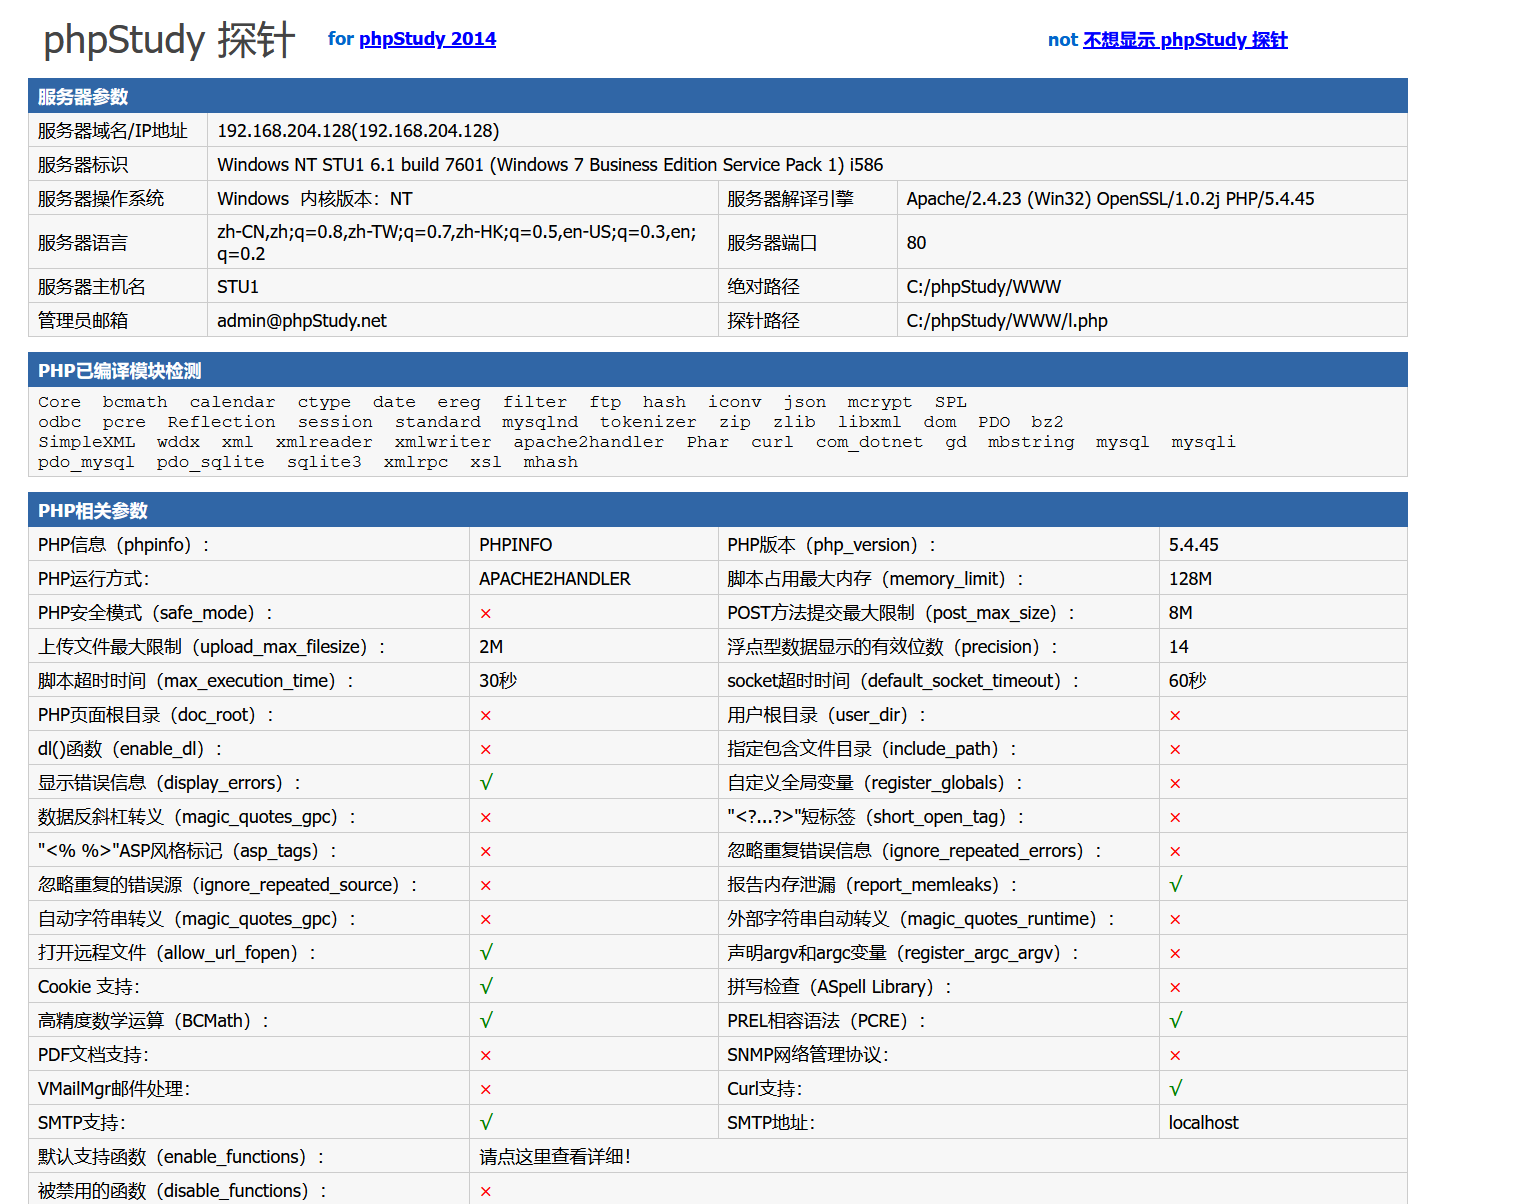 phpStudy 探针 for phpStudy 2014 not 不想显示 phpStudy 探针
服务器参数
服务器域名/IP地址 192.168.204.128(192.168.204.128)
服务器标识 Windows NT STU1 6.1 build 7601 (Windows 7 Business Edition Service Pack 1) i586
服务器操作系统 Windows 内核版本：NT 服务器解译引擎 Apache/2.4.23 (Win32) OpenSSL/1.0.2j PHP/5.4.45
服务器语言 zh-CN,zh;q=0.8,zh-TW;q=0.7,zh-HK;q=0.5,en-US;q=0.3,en;
q=0.2 服务器端口 80
服务器主机名 STU1 绝对路径 C:/phpStudy/WWW
管理员邮箱 admin@phpStudy.net 探针路径 C:/phpStudy/WWW/l.php
PHP已编译模块检测
Core bcmath calendar ctype date ereg filter ftp hash iconv json mcrypt SPL
odbc pcre Reflection session standard mysqlnd tokenizer zip zlib libxml dom PDO bz2
SimpleXML wddx xml xmlreader xmlwriter apache2handler Phar curl com_dotnet gd mbstring mysql mysqli
pdo_mysql pdo_sqlite sqlite3 xmlrpc xsl mhash
PHP相关参数
PHP信息（phpinfo）： PHPINFO PHP版本（php_version）： 5.4.45
PHP运行方式： APACHE2HANDLER 脚本占用最大内存（memory_limit）： 128M
PHP安全模式（safe_mode）： × POST方法提交最大限制（post_max_size）： 8M
上传文件最大限制（upload_max_filesize）： 2M 浮点型数据显示的有效位数（precision）： 14
脚本超时时间（max_execution_time）： 30秒 socket超时时间（default_socket_timeout）： 60秒
PHP页面根目录（doc_root）： × 用户根目录（user_dir）： ×
dl()函数（enable_dl）： × 指定包含文件目录（include_path）： ×
显示错误信息（display_errors）： √ 自定义全局变量（register_globals）： ×
数据反斜杠转义（magic_quotes_gpc）： × "<?...?>"短标签（short_open_tag）： ×
"<% %>"ASP风格标记（asp_tags）： × 忽略重复错误信息（ignore_repeated_errors）： ×
忽略重复的错误源（ignore_repeated_source）： × 报告内存泄漏（report_memleaks）： √
自动字符串转义（magic_quotes_gpc）： × 外部字符串自动转义（magic_quotes_runtime）： ×
打开远程文件（allow_url_fopen）： √ 声明argv和argc变量（register_argc_argv）： ×
Cookie 支持： √ 拼写检查（ASpell Library）： ×
高精度数学运算（BCMath）： √ PREL相容语法（PCRE）： √
PDF文档支持： × SNMP网络管理协议： ×
VMailMgr邮件处理： × Curl支持： √
SMTP支持： √ SMTP地址： localhost
默认支持函数（enable_functions）： 请点这里查看详细！
被禁用的函数（disable_functions）： ×